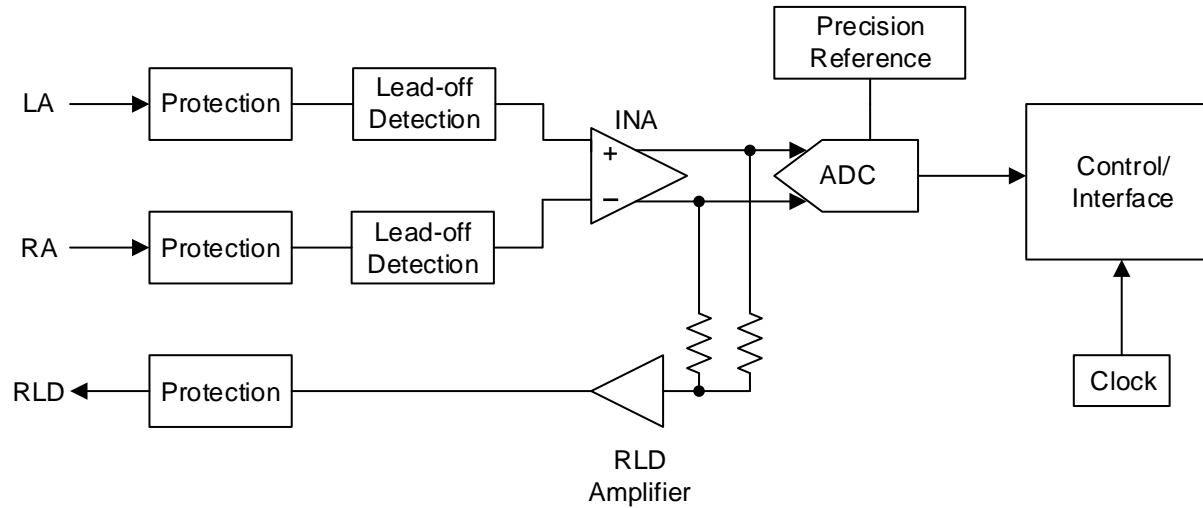 Precision
Reference
LA
Protection
Lead-off
Detection
INA
+
−
ADC
Control/
Interface
RA
Protection
Lead-off
Detection
RLD
Protection
RLD
Amplifier
Clock